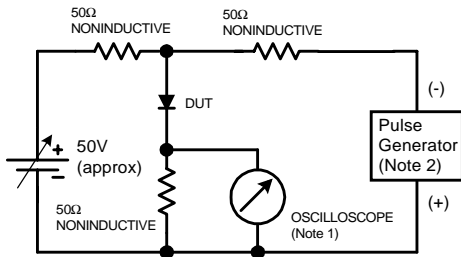 50Ω
NONINDUCTIVE
50Ω
NONINDUCTIVE
DUT
(-)
+
50V
(approx)
−
Pulse
Generator
(Note 2)
50Ω
NONINDUCTIVE
OSCILLOSCOPE
(Note 1)
(+)